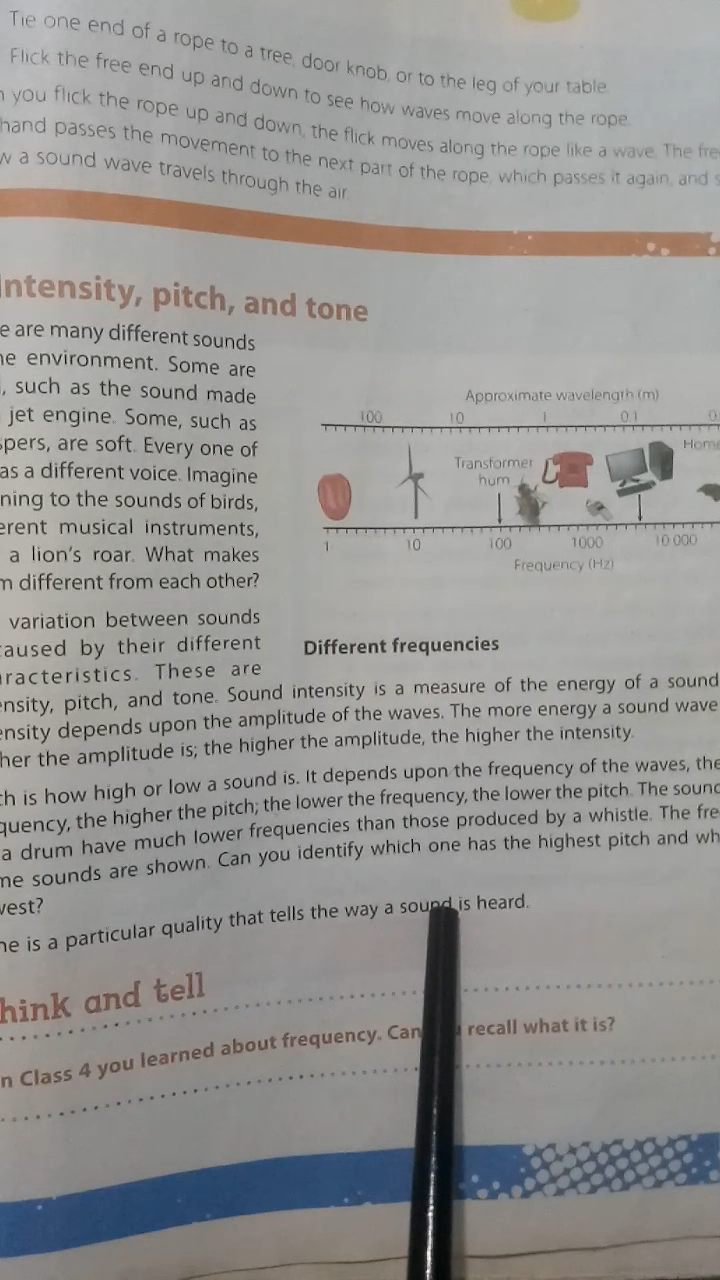 Tie one end of a rope to a tree, door knob, or to the leg of your table.
Flick the free end up and down to see how waves move along the rope.
you flick the rope up and down, the flick moves along the rope like a wave. The fre
hand passes the movement to the next part of the rope, which passes it again, and s
w a sound wave travels through the air.
Intensity, pitch, and tone
e are many different sounds
he environment. Some are
, such as the sound made
jet engine. Some, such as
spers, are soft. Every one of
as a different voice. Imagine
ning to the sounds of birds,
erent musical instruments,
a lion's roar. What makes
m different from each other?
Approximate wavelength (m)
100 10 1 0.1 0
Home
Transformer
hum
1 10 100 1000 10 000
Frequency (Hz)
Different frequencies
variation between sounds
caused by their different
aracteristics. These are
ensity, pitch, and tone. Sound intensity is a measure of the energy of a sound
ensity depends upon the amplitude of the waves. The more energy a sound wave
her the amplitude is; the higher the amplitude, the higher the intensity.
ch is how high or low a sound is. It depends upon the frequency of the waves, the
quency, the higher the pitch; the lower the frequency, the lower the pitch. The sound
a drum have much lower frequencies than those produced by a whistle. The fre
me sounds are shown. Can you identify which one has the highest pitch and wh
west?
ne is a particular quality that tells the way a sound is heard.
hink and tell
n Class 4 you learned about frequency. Can recall what it is?